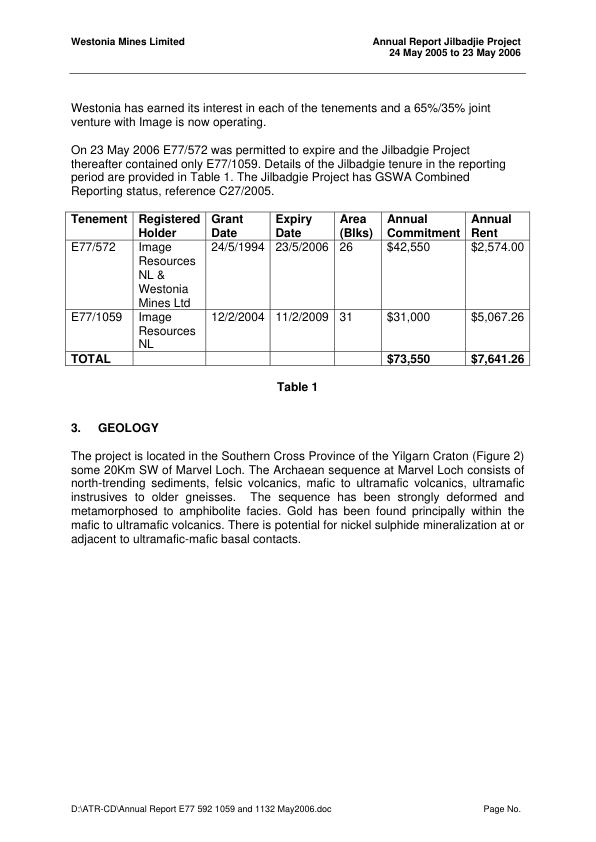 Westonia Mines Limited
Annual Report Jilbadjie Project
24 May 2005 to 23 May 2006
Westonia has earned its interest in each of the tenements and a 65%/35% joint
venture with Image is now operating.
On 23 May 2006 E77/572 was permitted to expire and the Jilbadgie Project
thereafter contained only E77/1059. Details of the Jilbadgie tenure in the reporting
period are provided in Table 1. The Jilbadgie Project has GSWA Combined
Reporting status, reference C27/2005.
Tenement Registered Holder Grant Date Expiry Date Area (Blks) Annual Commitment Annual Rent
E77/572 Image Resources NL & Westonia Mines Ltd 24/5/1994 23/5/2006 26 $42,550 $2,574.00
E77/1059 Image Resources NL 12/2/2004 11/2/2009 31 $31,000 $5,067.26
TOTAL $73,550 $7,641.26
Table 1
3. GEOLOGY
The project is located in the Southern Cross Province of the Yilgarn Craton (Figure 2)
some 20Km SW of Marvel Loch. The Archaean sequence at Marvel Loch consists of
north-trending sediments, felsic volcanics, mafic to ultramafic volcanics, ultramafic
instrusives to older gneisses. The sequence has been strongly deformed and
metamorphosed to amphibolite facies. Gold has been found principally within the
mafic to ultramafic volcanics. There is potential for nickel sulphide mineralization at or
adjacent to ultramafic-mafic basal contacts.
D:\ATR-CD\Annual Report E77 592 1059 and 1132 May2006.doc
Page No.